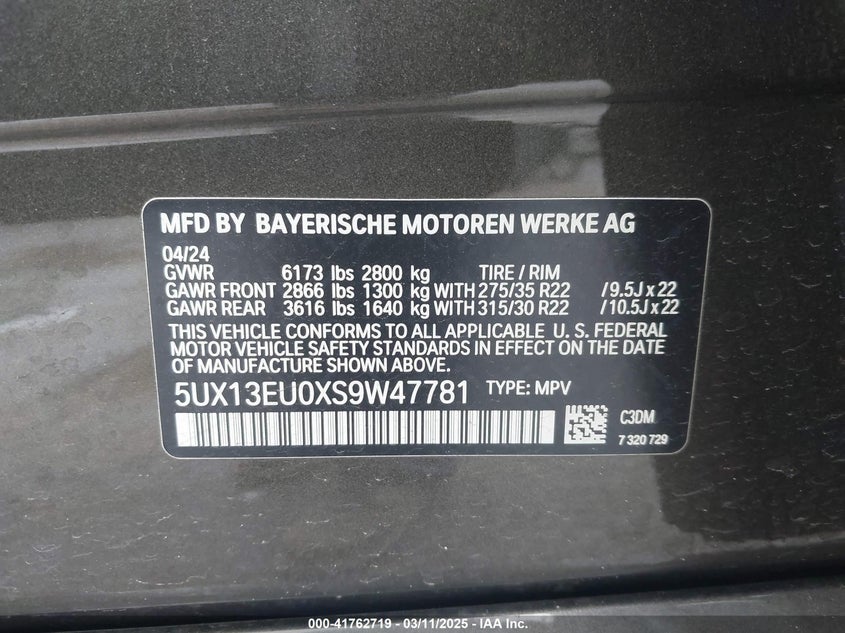 MFD BY BAYERISCHE MOTOREN WERKE AG
04/24
GVWR 6173 lbs 2800 kg TIRE / RIM
GAWR FRONT 2866 lbs 1300 kg WITH 275/35 R22 /9.5J x 22
GAWR REAR 3616 lbs 1640 kg WITH 315/30 R22 /10.5J x 22
THIS VEHICLE CONFORMS TO ALL APPLICABLE U. S. FEDERAL
MOTOR VEHICLE SAFETY STANDARDS IN EFFECT ON THE DATE
OF MANUFACTURE SHOWN ABOVE.
5UX13EU0XS9W47781 TYPE: MPV
C3DM
7 320 729
000-41762719 - 03/11/2025 - IAA Inc.